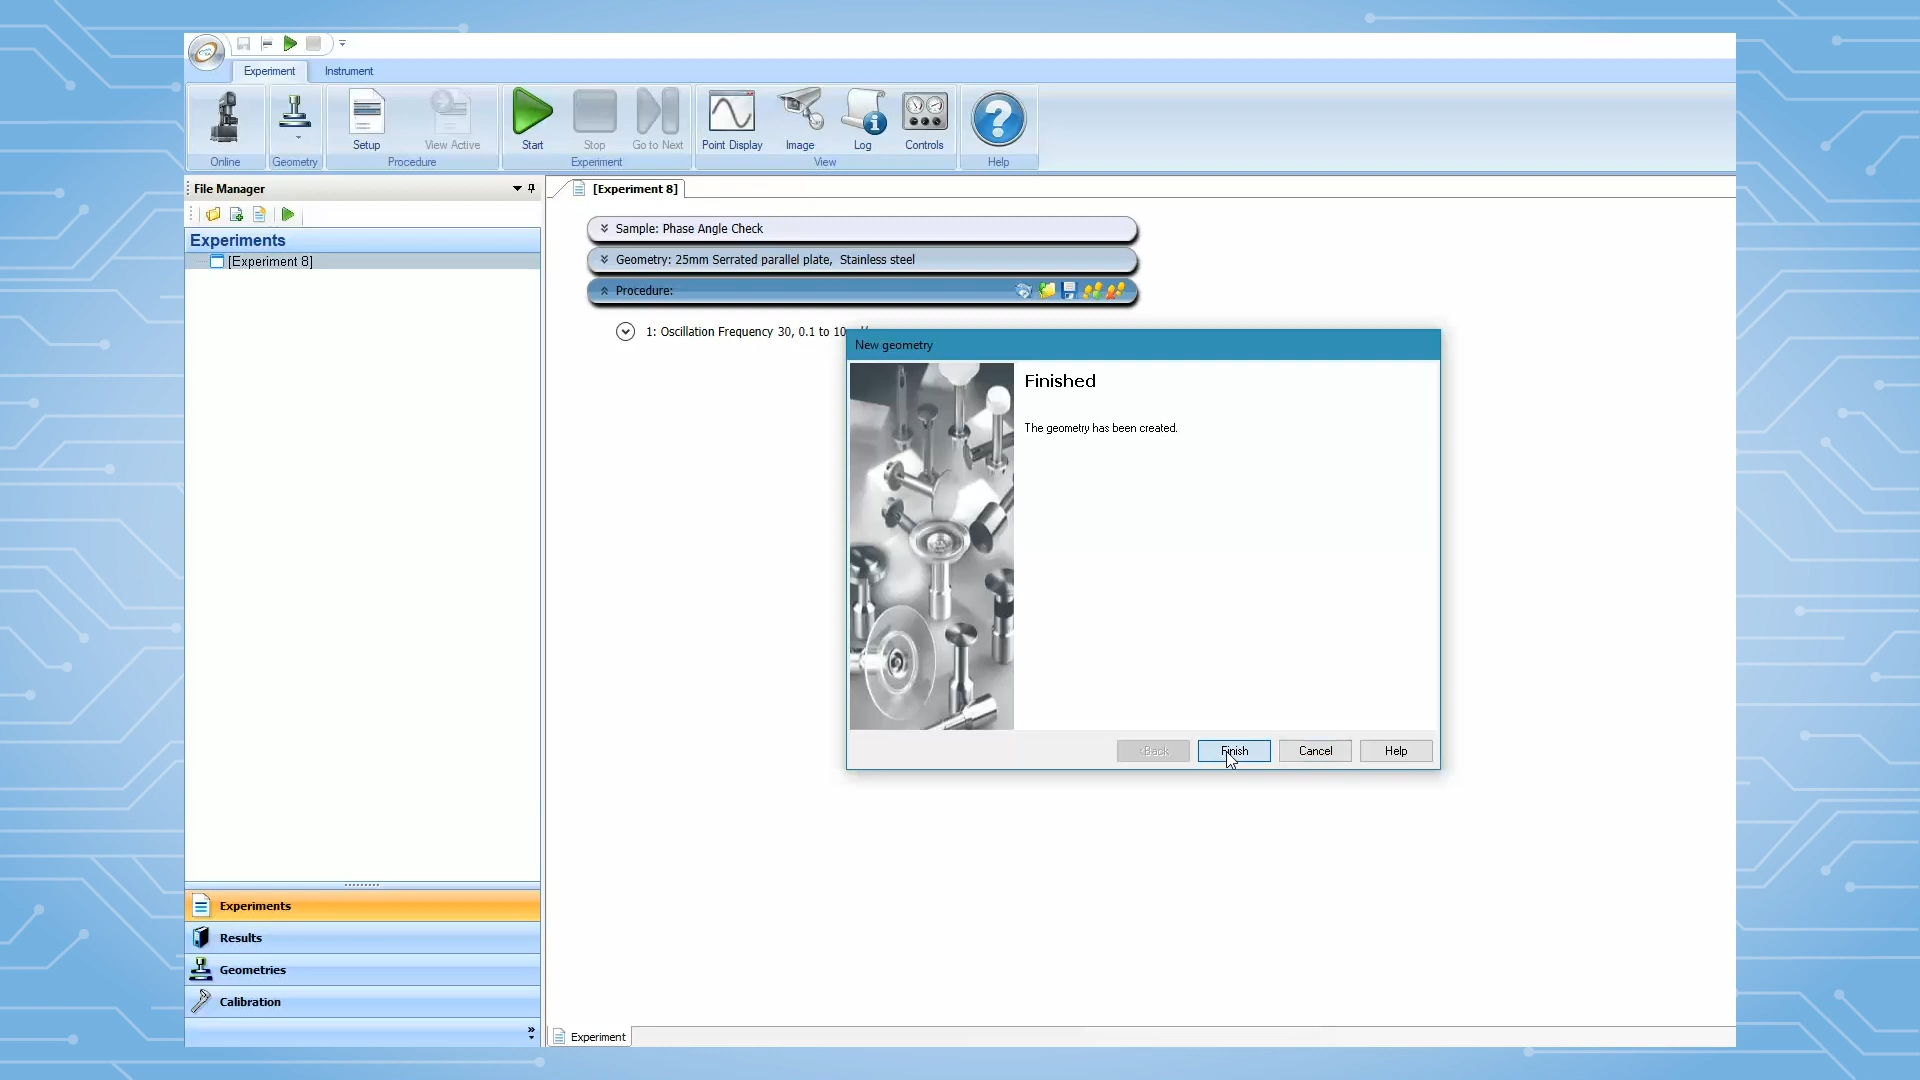 Experiment
Instrument
Setup
View Active
Start
Stop
Go to Next
Point Display
Image
Log
Controls
Online
Geometry
Procedure
Experiment
View
Help
File Manager
[Experiment 8]
Experiments
[Experiment 8]
Sample: Phase Angle Check
Geometry: 25mm Serrated parallel plate, Stainless steel
Procedure:
1: Oscillation Frequency 30, 0.1 to 10
New geometry
Finished
The geometry has been created.
<Back
Finish
Cancel
Help
Experiments
Results
Geometries
Calibration
Experiment